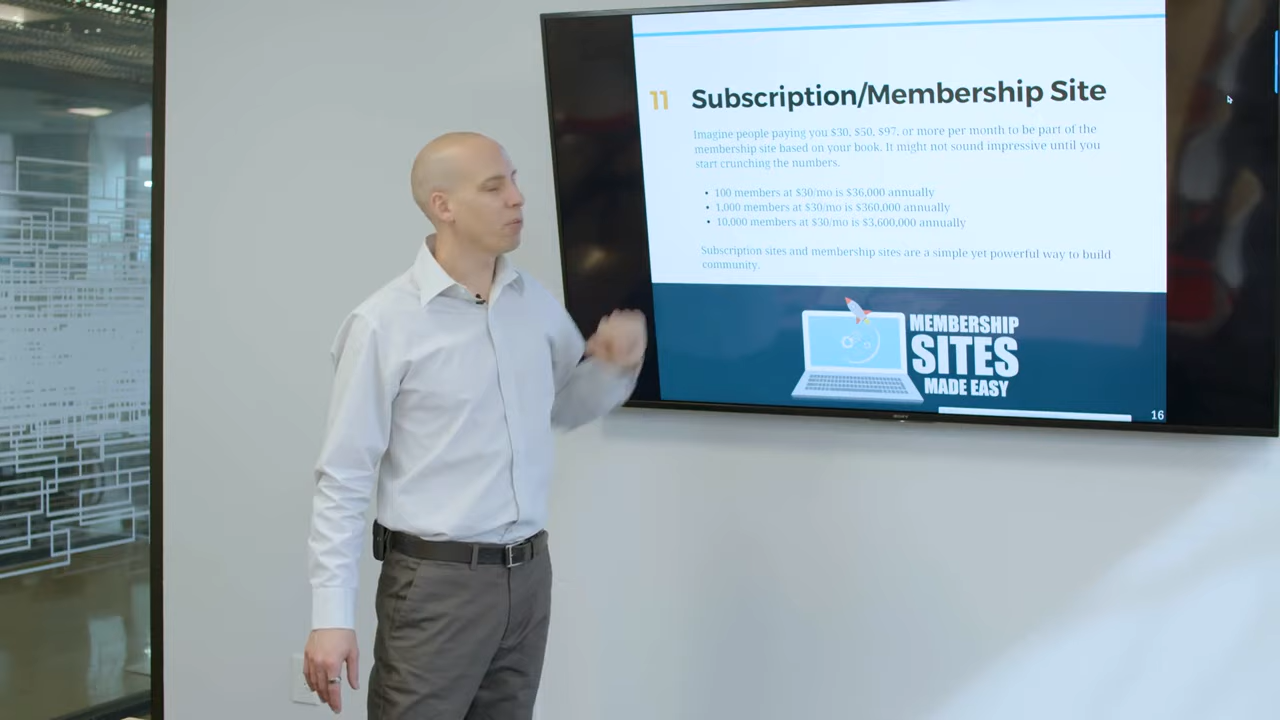 11 Subscription/Membership Site
Imagine people paying you $30, $50, $97, or more per month to be part of the
membership site based on your book. It might not sound impressive until you
start crunching the numbers.
• 100 members at $30/mo is $36,000 annually
• 1,000 members at $30/mo is $360,000 annually
• 10,000 members at $30/mo is $3,600,000 annually
Subscription sites and membership sites are a simple yet powerful way to build
community.
MEMBERSHIP
SITES
MADE EASY
16
SONY